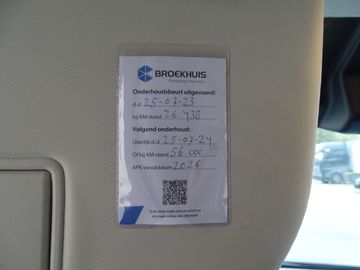 BROEKHUIS
Onderhoudsbeurt uitgevoerd:
d.d. 25-07-23
bij KM-stand 26.438
Volgend onderhoud:
Uiterlijk d.d. 25-07-24
Of bij KM-stand 56.000
APK vervaldatum 2026